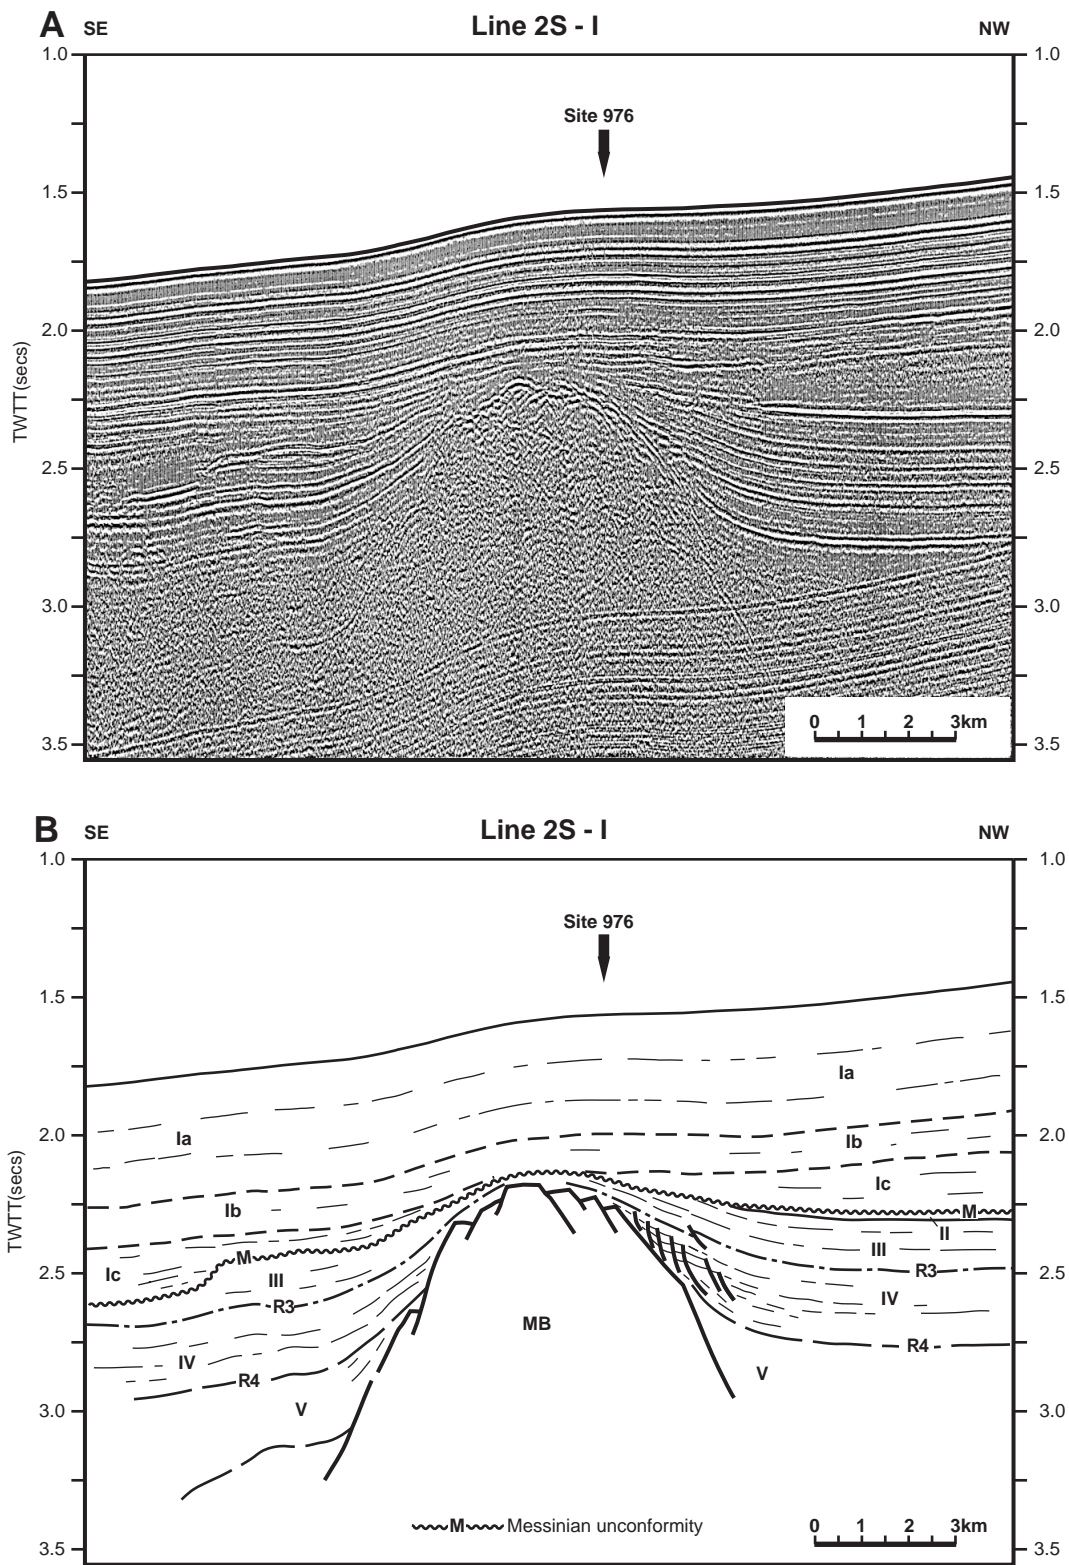 A SE Line 2S - I NW
1.0 1.0
Site 976
1.5 1.5
2.0 2.0
TWTT(secs)
2.5 2.5
3.0 3.0
0 1 2 3km
3.5 3.5
B SE Line 2S - I NW
1.0 1.0
Site 976
1.5 1.5
Ia
2.0 Ia Ib 2.0
Ic
Ib M
TWTT(secs) II
M III
Ic III R3
2.5 2.5
R3 IV
MB
R4
IV V
R4
3.0 V 3.0
M Messinian unconformity 0 1 2 3km
3.5 3.5